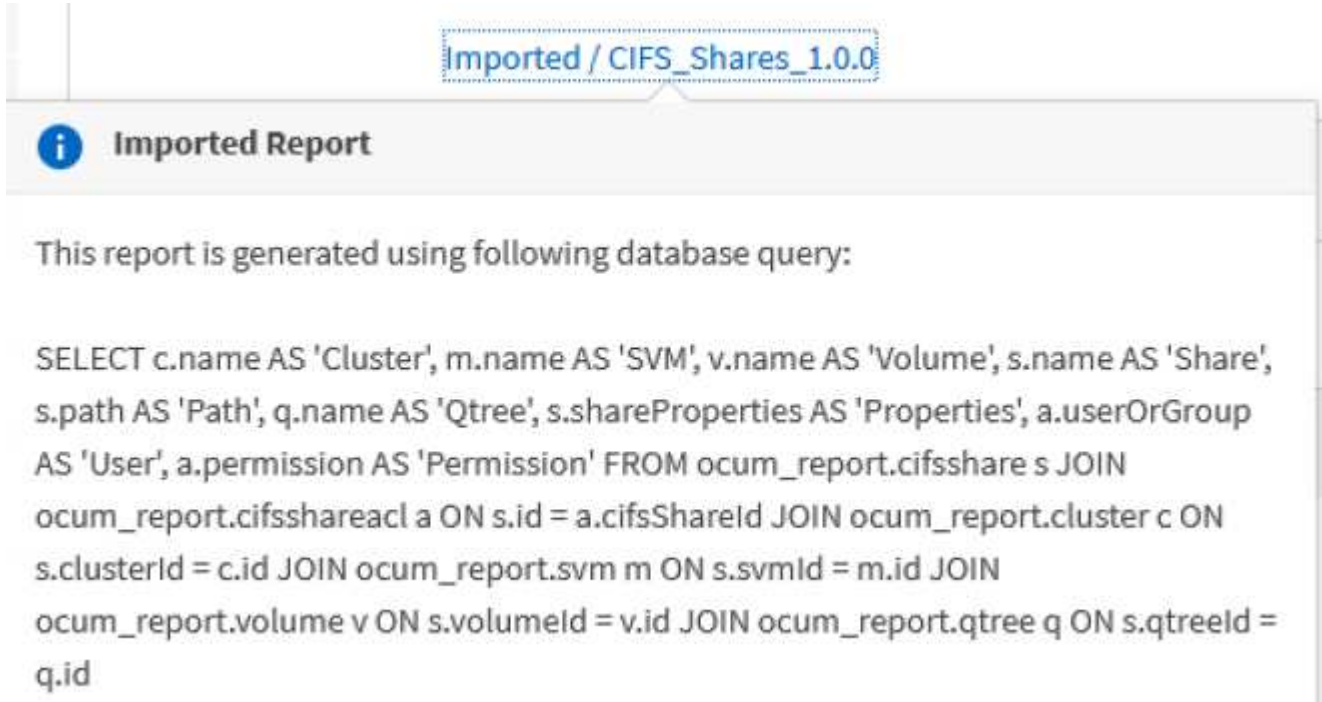 Imported / CIFS_Shares_1.0.0
Imported Report
This report is generated using following database query:
SELECT c.name AS 'Cluster', m.name AS 'SVM', v.name AS 'Volume', s.name AS 'Share',
s.path AS 'Path', q.name AS 'Qtree', s.shareProperties AS 'Properties', a.userOrGroup
AS 'User', a.permission AS 'Permission' FROM ocum_report.cifsshare s JOIN
ocum_report.cifsshareacl a ON s.id = a.cifsShareId JOIN ocum_report.cluster c ON
s.clusterId = c.id JOIN ocum_report.svm m ON s.svmId = m.id JOIN
ocum_report.volume v ON s.volumeId = v.id JOIN ocum_report.qtree q ON s.qtreeId =
q.id